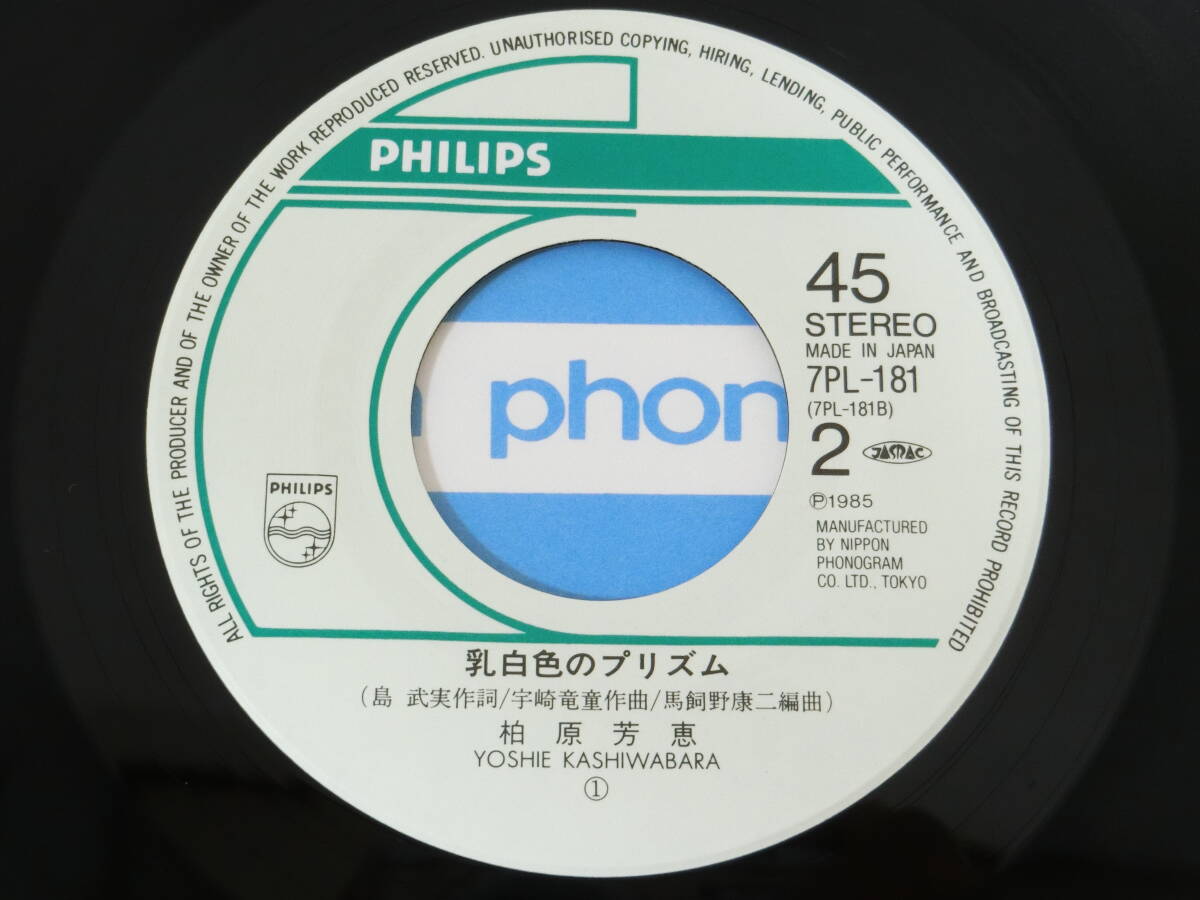 ALL RIGHTS OF THE PRODUCER AND OF THE OWNER OF THE WORK REPRODUCED RESERVED. UNAUTHORISED COPYING, HIRING, LENDING, PUBLIC PERFORMANCE AND BROADCASTING OF THIS RECORD PROHIBITED
PHILIPS
45
STEREO
MADE IN JAPAN
7PL-181
(7PL-181B)
2 JASRAC
Ⓟ1985
MANUFACTURED
BY NIPPON
PHONOGRAM
CO. LTD., TOKYO
PHILIPS
phon
乳白色のプリズム
(島 武実作詞/宇崎竜童作曲/馬飼野康二編曲)
柏原芳恵
YOSHIE KASHIWABARA
①